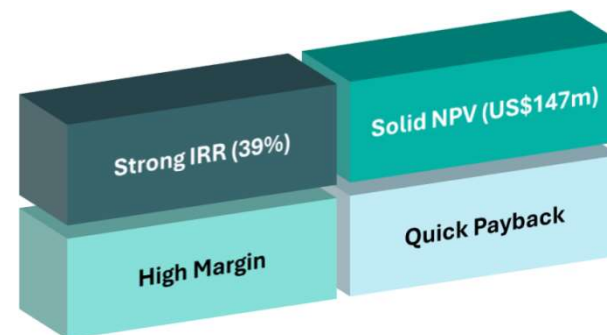 Strong IRR (39%)
Solid NPV (US$147m)
High Margin
Quick Payback